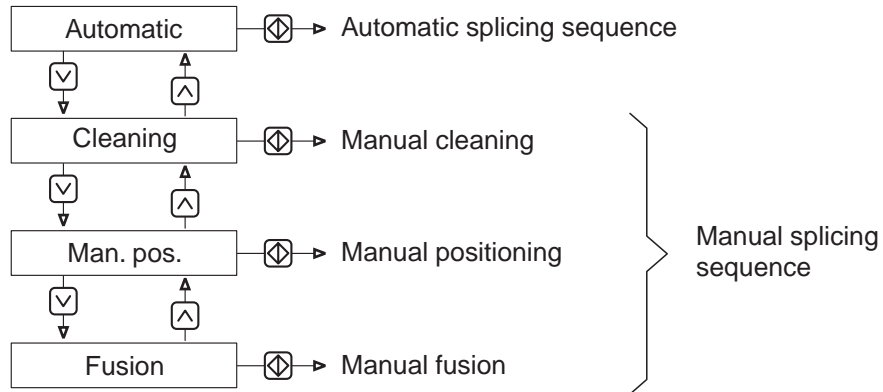 Automatic
Automatic splicing sequence
Cleaning
Manual cleaning
Man. pos.
Manual positioning
Manual splicing
sequence
Fusion
Manual fusion